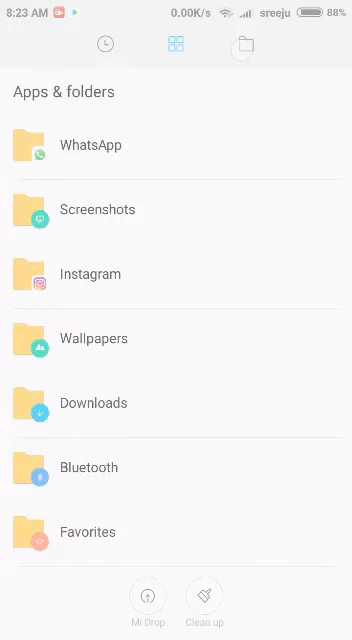 8:23 AM 0.00K/s sreeju 88%
Apps & folders
WhatsApp
Screenshots
Instagram
Wallpapers
Downloads
Bluetooth
Favorites
Mi Drop Clean up